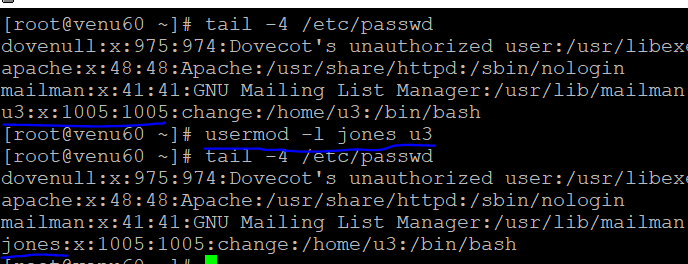 [root@venu60 ~]# tail -4 /etc/passwd
dovenull:x:975:974:Dovecot's unauthorized user:/usr/libexe
apache:x:48:48:Apache:/usr/share/httpd:/sbin/nologin
mailman:x:41:41:GNU Mailing List Manager:/usr/lib/mailman
u3:x:1005:1005:change:/home/u3:/bin/bash
[root@venu60 ~]# usermod -l jones u3
[root@venu60 ~]# tail -4 /etc/passwd
dovenull:x:975:974:Dovecot's unauthorized user:/usr/libexe
apache:x:48:48:Apache:/usr/share/httpd:/sbin/nologin
mailman:x:41:41:GNU Mailing List Manager:/usr/lib/mailman
jones:x:1005:1005:change:/home/u3:/bin/bash
[root@venu60 ~]#